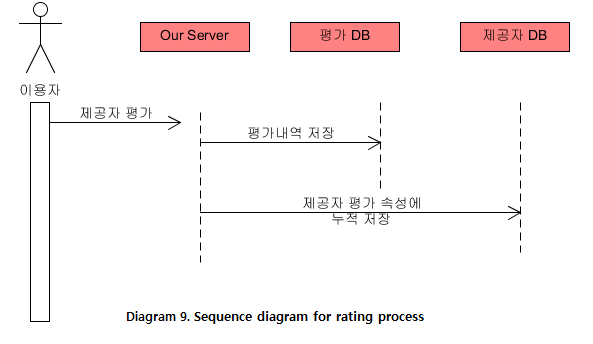 Our Server
평가 DB
제공자 DB
이용자
제공자 평가
평가내역 저장
제공자 평가 속성에
누적 저장
Diagram 9. Sequence diagram for rating process